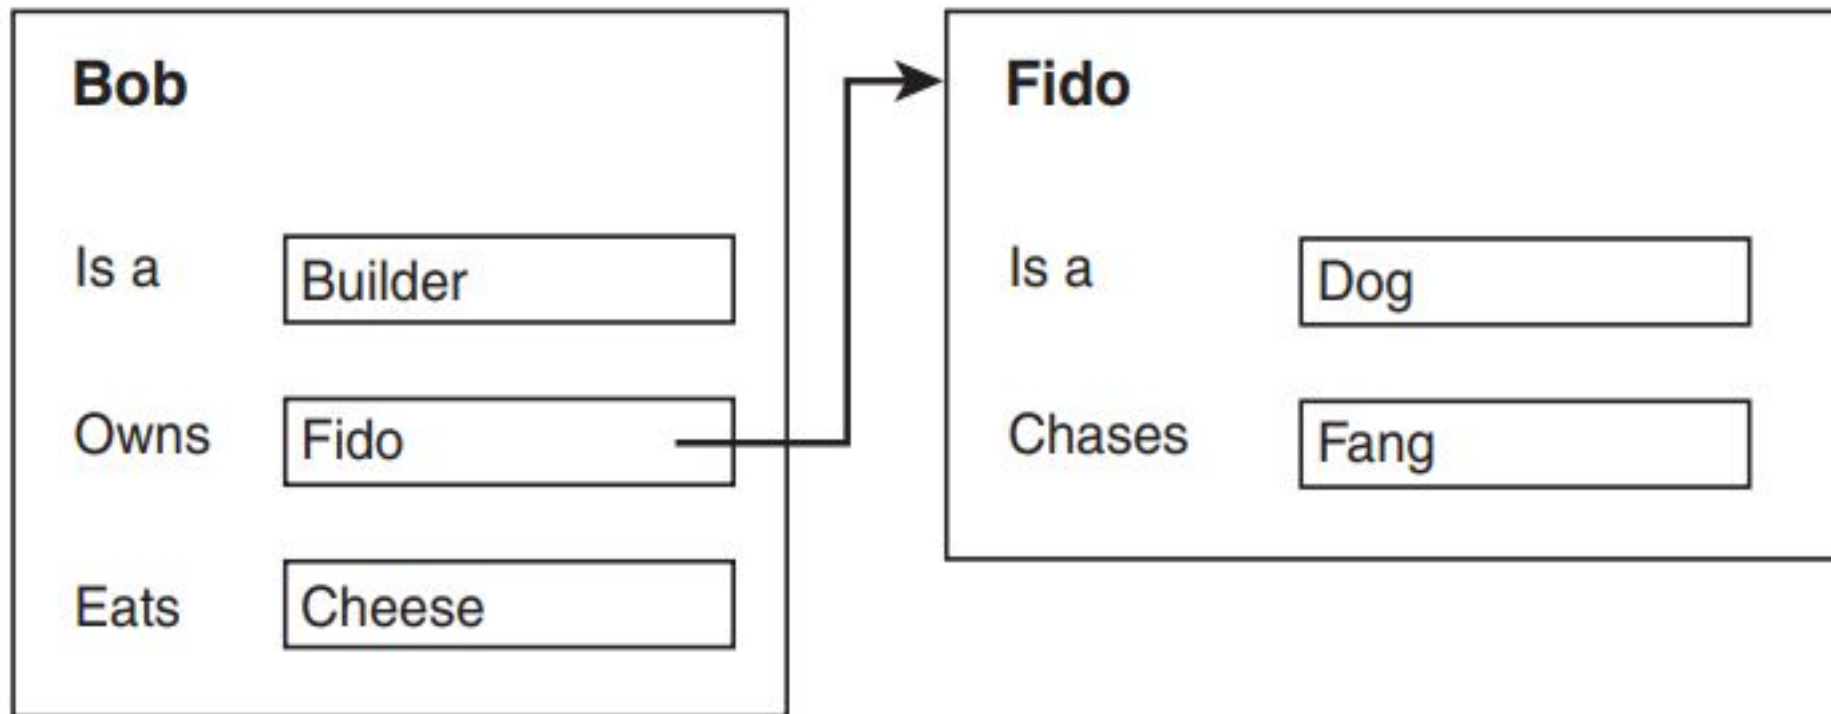 Bob
Is a Builder
Owns Fido
Eats Cheese
Fido
Is a Dog
Chases Fang